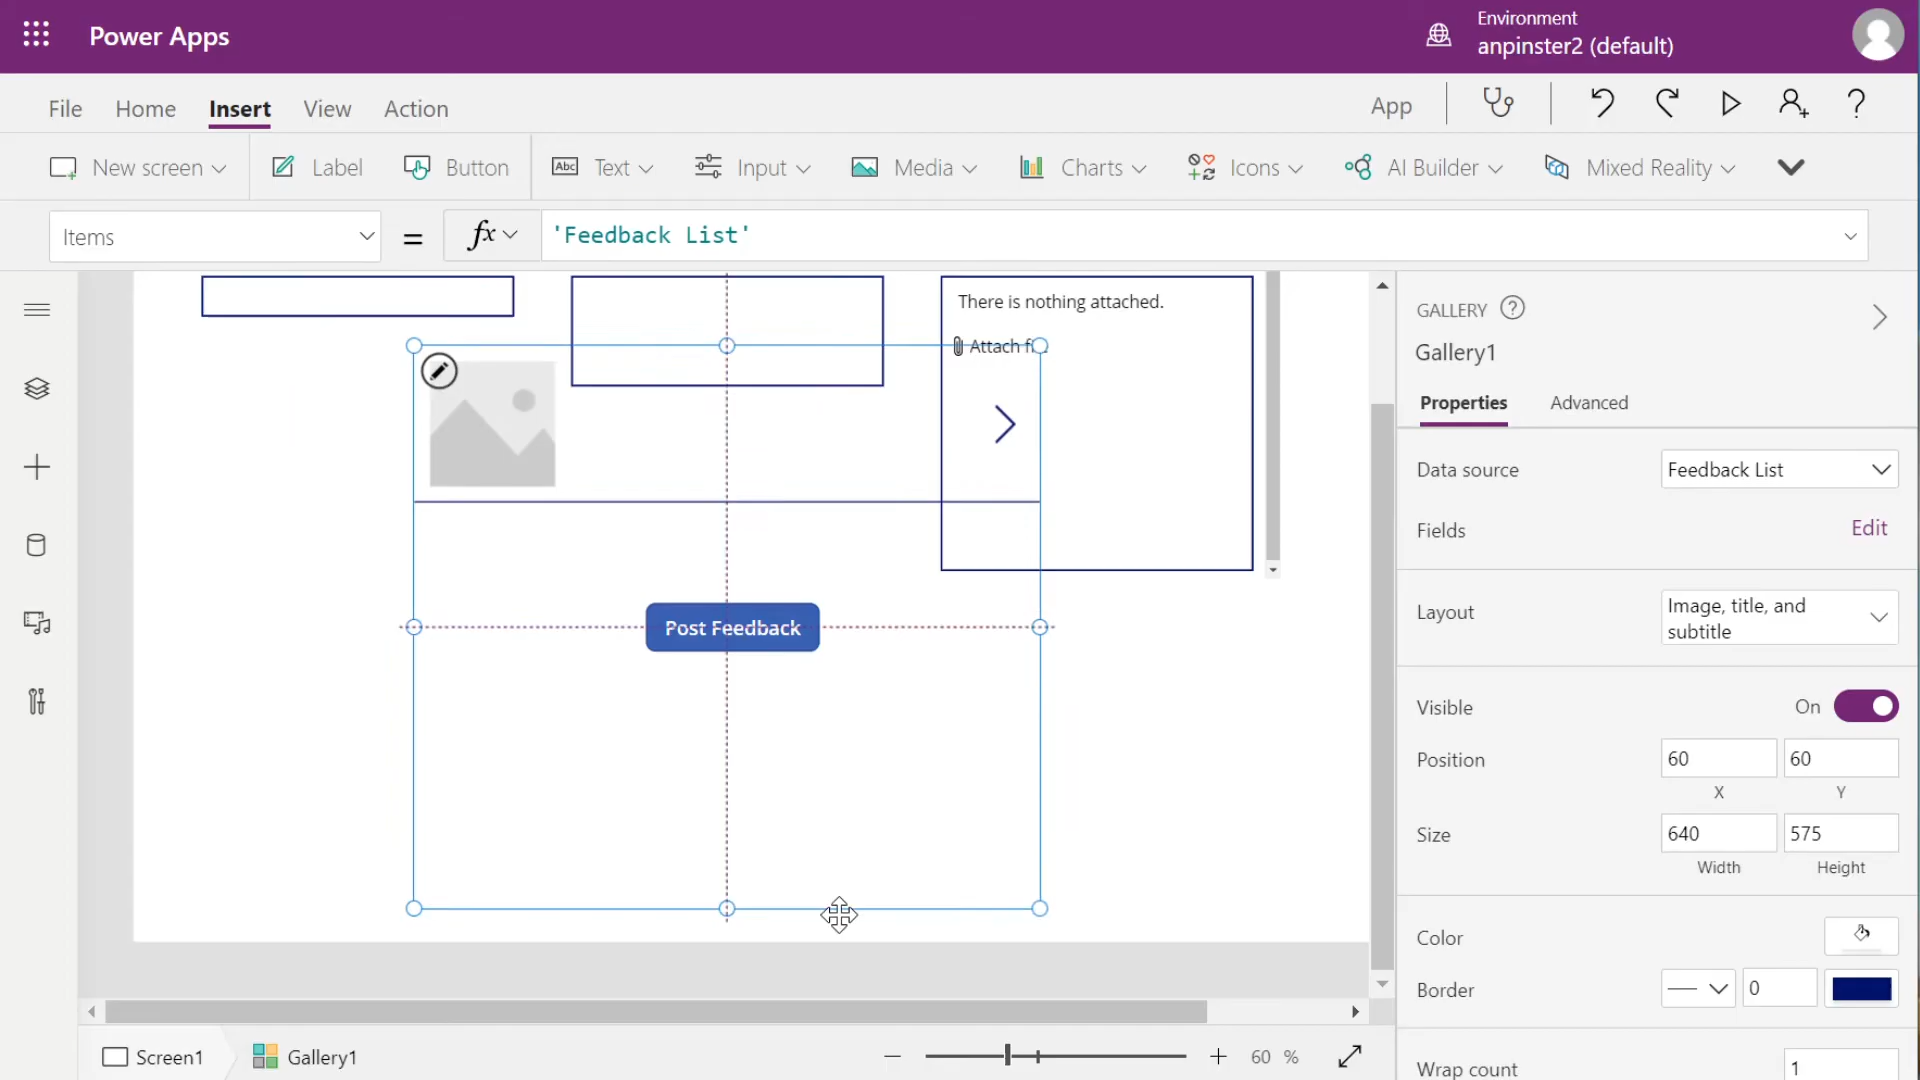 Power Apps
Environment
anpinster2 (default)
File
Home
Insert
View
Action
App
New screen
Label
Button
Abc
Text
Input
Media
Charts
Icons
AI Builder
Mixed Reality
Items
=
fx
'Feedback List'
There is nothing attached.
Attach
Post Feedback
GALLERY
Gallery1
Properties
Advanced
Data source
Feedback List
Fields
Edit
Layout
Image, title, and
subtitle
Visible
On
Position
60
60
X
Y
Size
640
575
Width
Height
Color
Border
0
Wrap count
1
Screen1
Gallery1
60 %